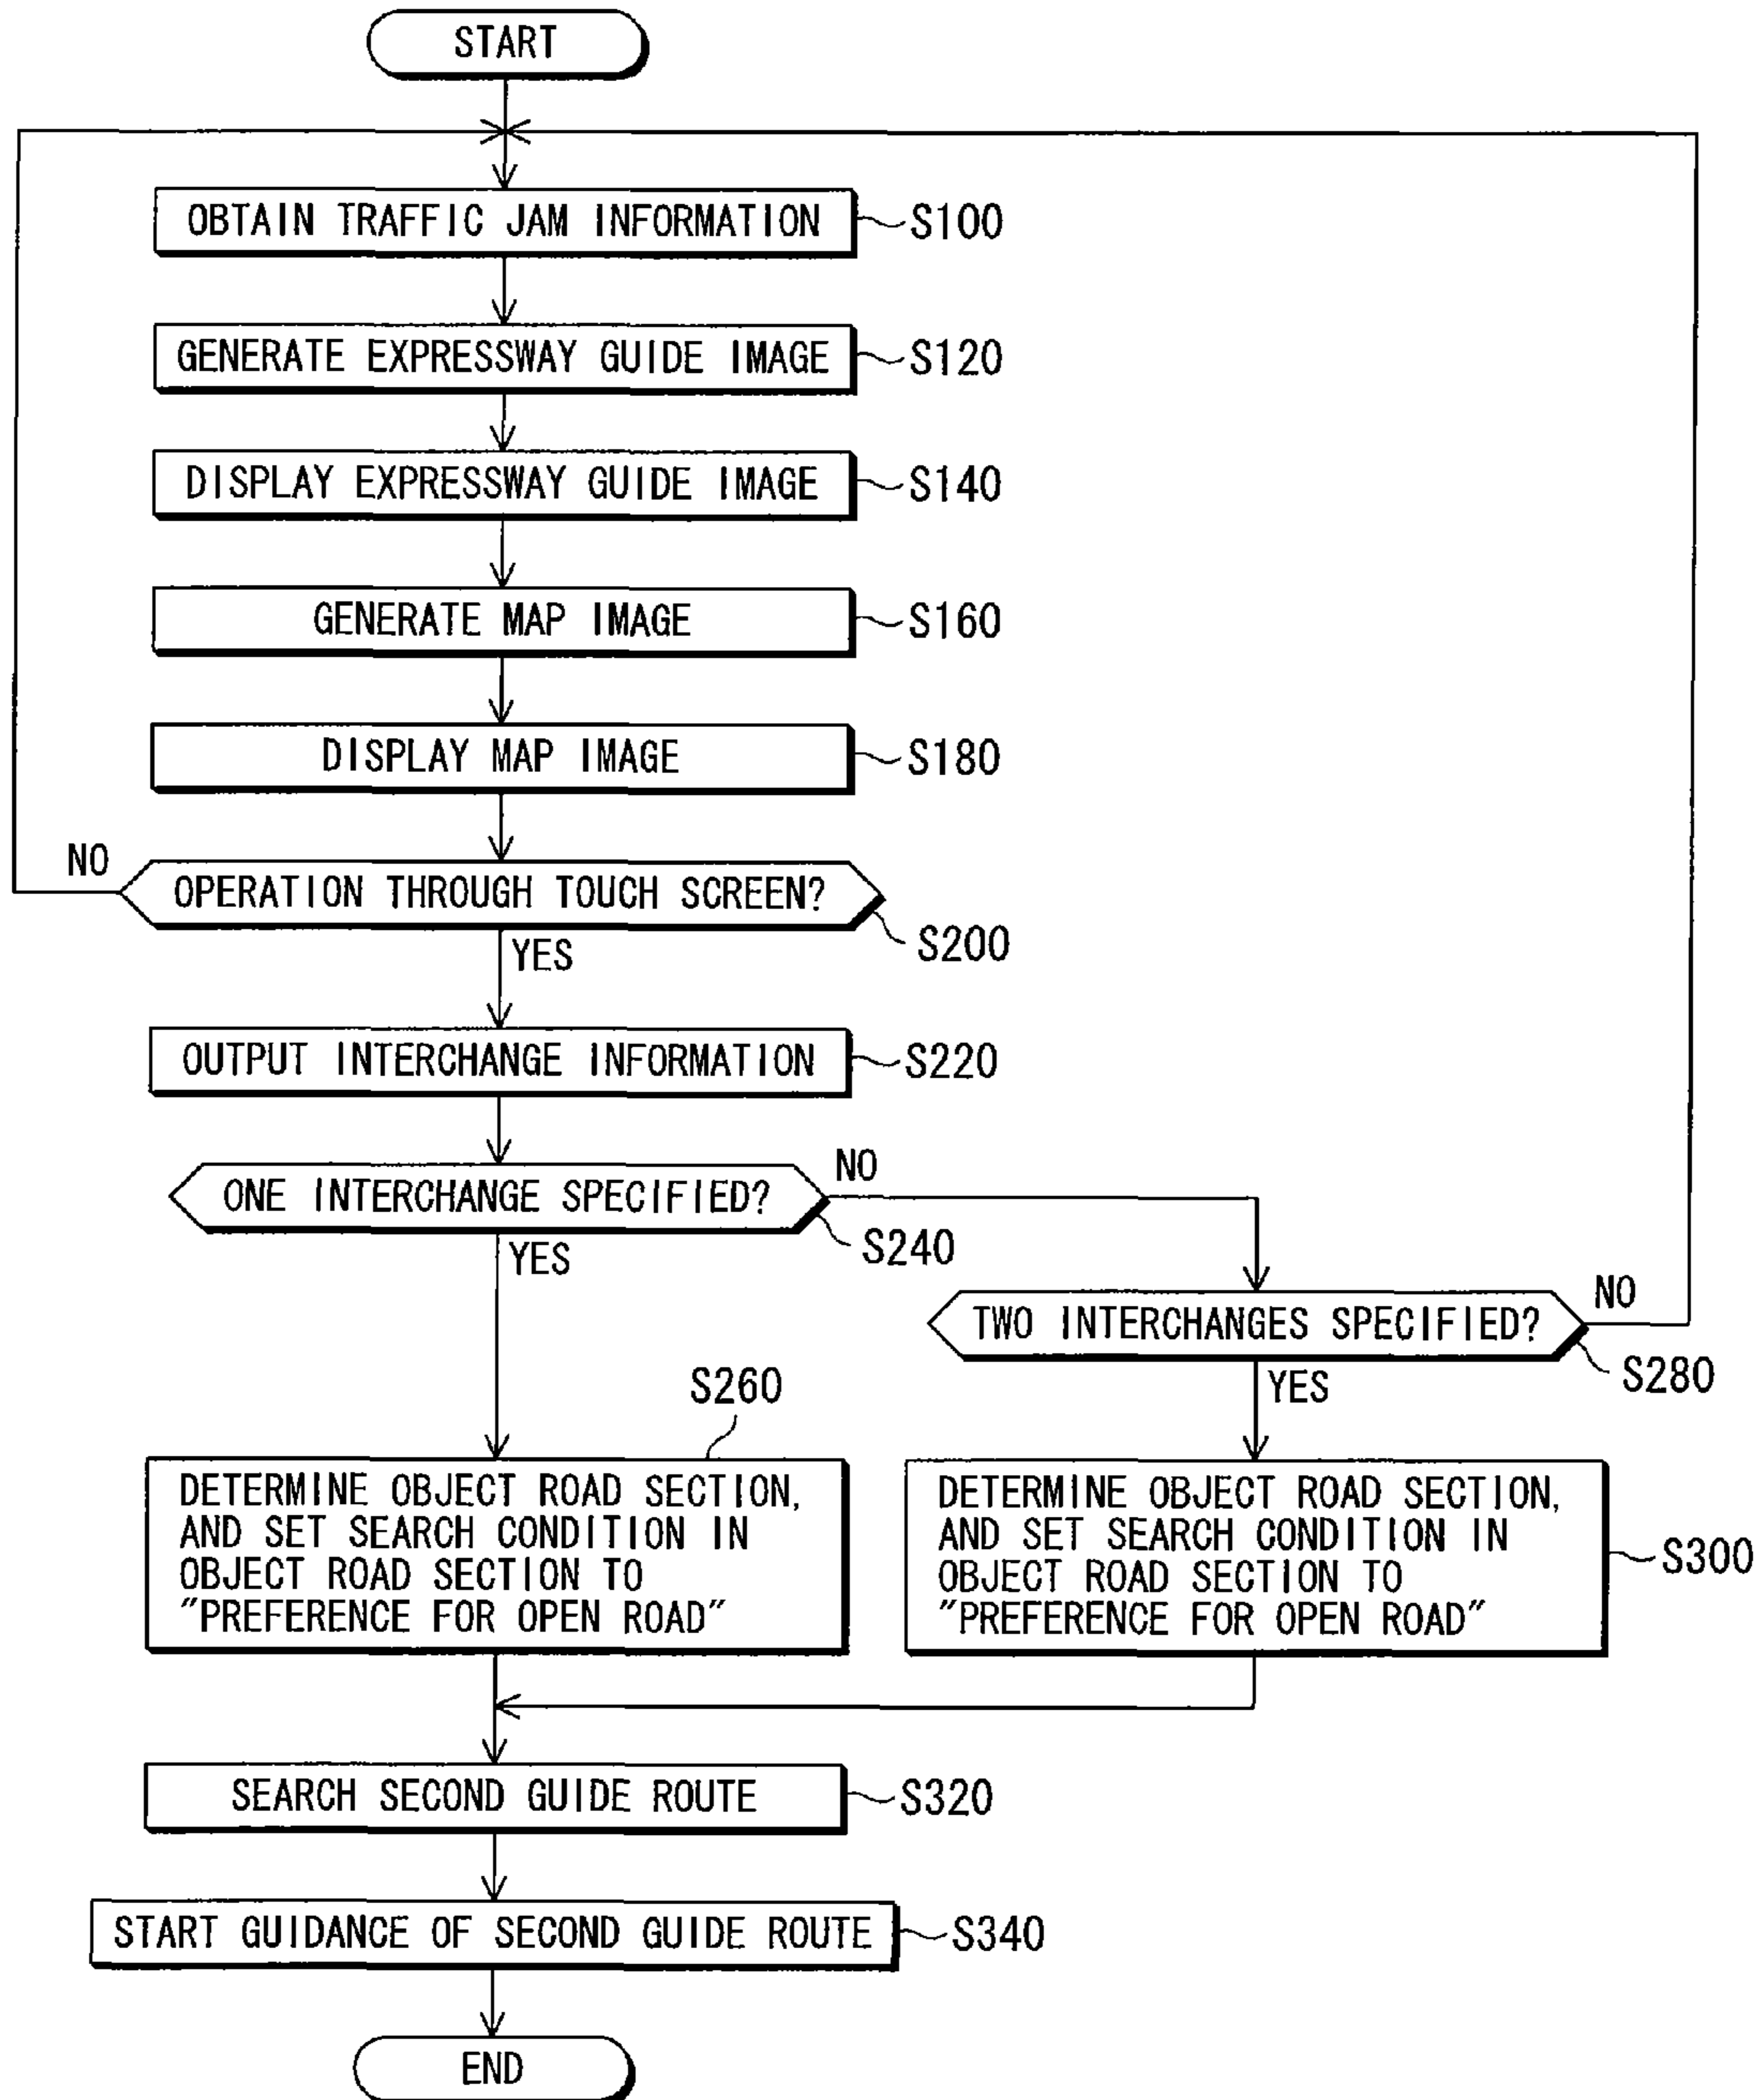 START
OBTAIN TRAFFIC JAM INFORMATION
S100
GENERATE EXPRESSWAY GUIDE IMAGE
S120
DISPLAY EXPRESSWAY GUIDE IMAGE
S140
GENERATE MAP IMAGE
S160
DISPLAY MAP IMAGE
S180
NO
OPERATION THROUGH TOUCH SCREEN?
S200
YES
OUTPUT INTERCHANGE INFORMATION
S220
ONE INTERCHANGE SPECIFIED?
NO
S240
YES
TWO INTERCHANGES SPECIFIED?
NO
S280
YES
S260
DETERMINE OBJECT ROAD SECTION,
AND SET SEARCH CONDITION IN
OBJECT ROAD SECTION TO
"PREFERENCE FOR OPEN ROAD"
DETERMINE OBJECT ROAD SECTION,
AND SET SEARCH CONDITION IN
OBJECT ROAD SECTION TO
"PREFERENCE FOR OPEN ROAD"
S300
SEARCH SECOND GUIDE ROUTE
S320
START GUIDANCE OF SECOND GUIDE ROUTE
S340
END